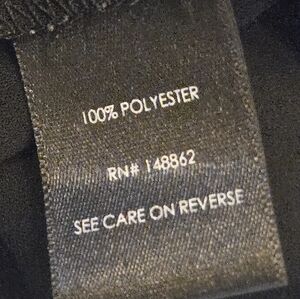 100% POLYESTER
RN# 148862
SEE CARE ON REVERSE